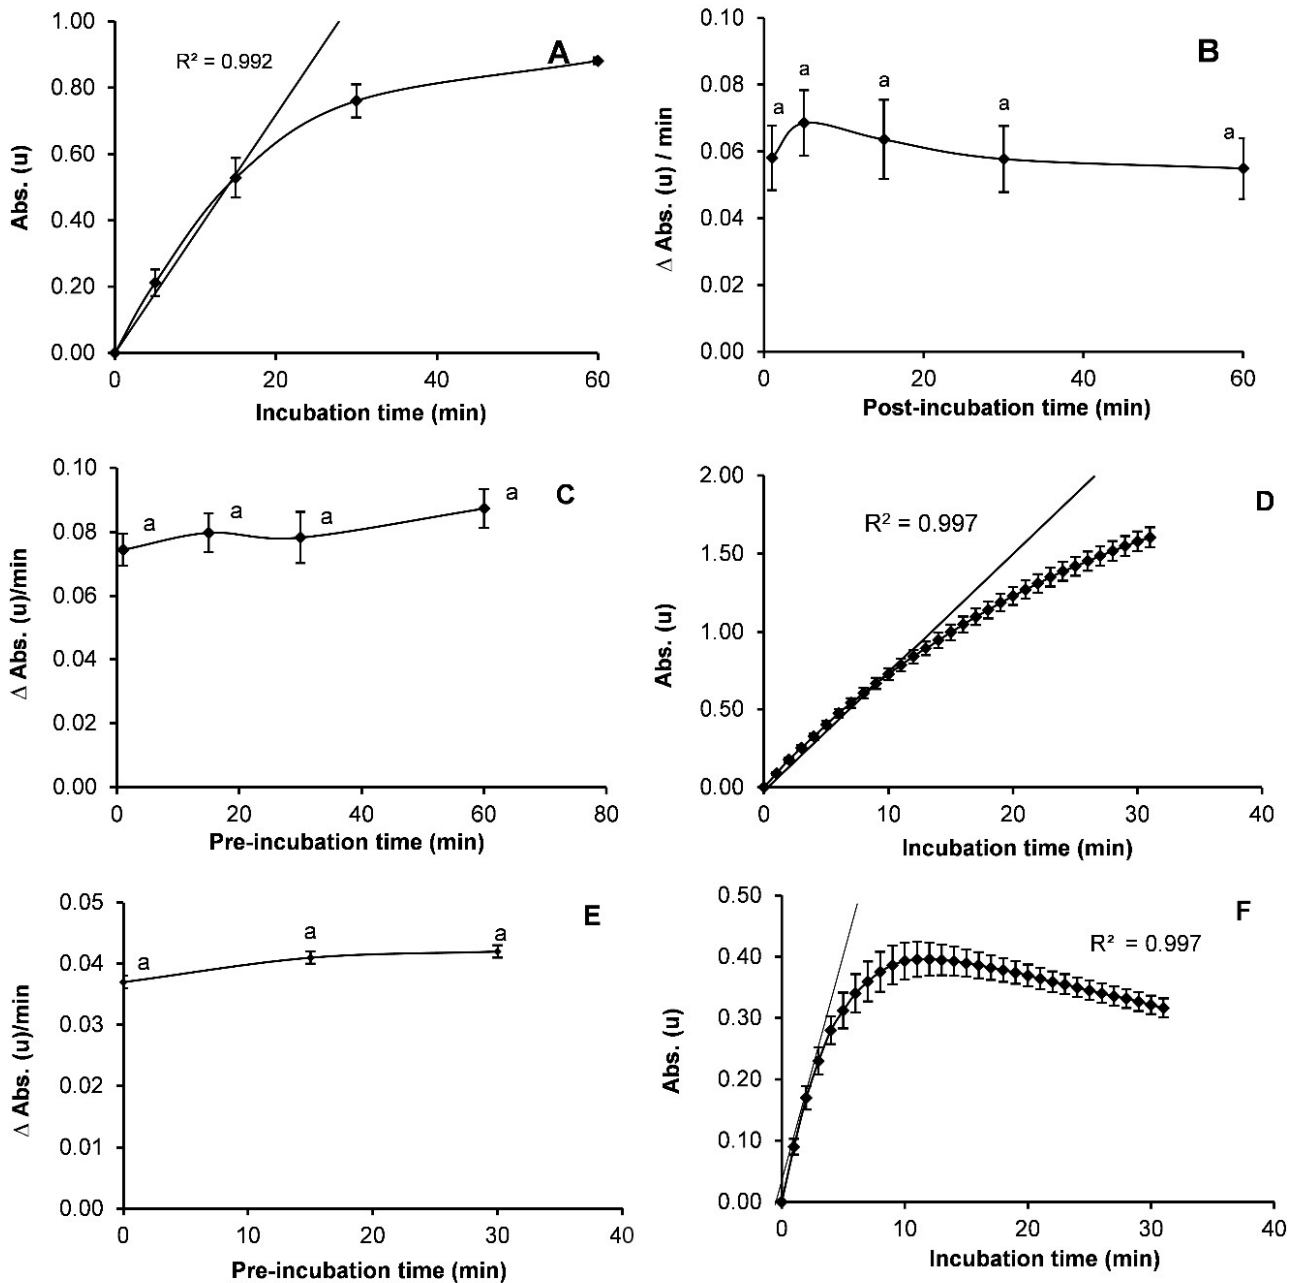 A
R² = 0.992
1.00
0.80
0.60
0.40
0.20
0.00
Abs. (u)
0 20 40 60
Incubation time (min)
B
0.10
0.08
0.06
0.04
0.02
0.00
Δ Abs. (u) / min
a a a a a
0 20 40 60
Post-incubation time (min)
C
0.10
0.08
0.06
0.04
0.02
0.00
Δ Abs. (u)/min
a a a a
0 20 40 60 80
Pre-incubation time (min)
D
R² = 0.997
2.00
1.50
1.00
0.50
0.00
Abs. (u)
0 10 20 30 40
Incubation time (min)
E
0.05
0.04
0.03
0.02
0.01
0.00
Δ Abs. (u)/min
a a a
0 10 20 30 40
Pre-incubation time (min)
F
R² = 0.997
0.50
0.40
0.30
0.20
0.10
0.00
Abs. (u)
0 10 20 30 40
Incubation time (min)